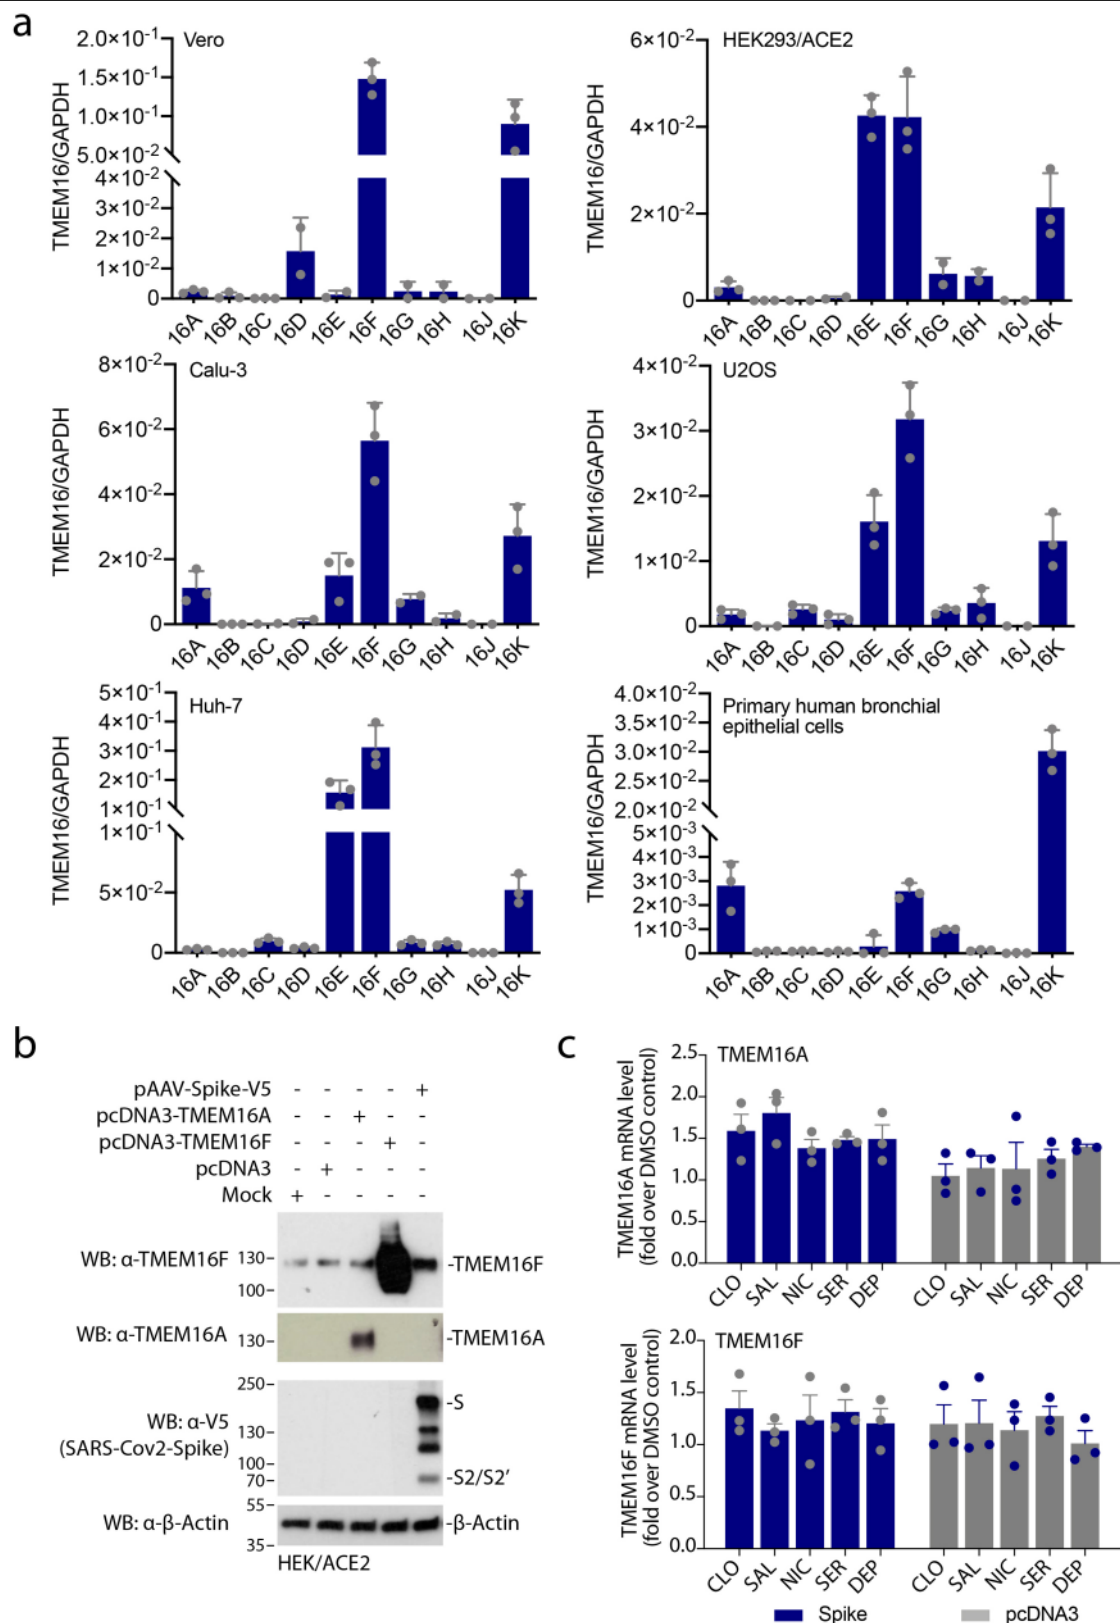 a
Vero
TMEM16/GAPDH
2.0×10⁻¹
1.5×10⁻¹
1.0×10⁻¹
5.0×10⁻²
4×10⁻²
3×10⁻²
2×10⁻²
1×10⁻²
0
16A 16B 16C 16D 16E 16F 16G 16H 16J 16K
HEK293/ACE2
TMEM16/GAPDH
6×10⁻²
4×10⁻²
2×10⁻²
0
16A 16B 16C 16D 16E 16F 16G 16H 16J 16K
Calu-3
TMEM16/GAPDH
8×10⁻²
6×10⁻²
4×10⁻²
2×10⁻²
0
16A 16B 16C 16D 16E 16F 16G 16H 16J 16K
U2OS
TMEM16/GAPDH
4×10⁻²
3×10⁻²
2×10⁻²
1×10⁻²
0
16A 16B 16C 16D 16E 16F 16G 16H 16J 16K
Huh-7
TMEM16/GAPDH
5×10⁻¹
4×10⁻¹
3×10⁻¹
2×10⁻¹
1×10⁻¹
1×10⁻¹
5×10⁻²
0
16A 16B 16C 16D 16E 16F 16G 16H 16J 16K
Primary human bronchial
epithelial cells
TMEM16/GAPDH
4.0×10⁻²
3.5×10⁻²
3.0×10⁻²
2.5×10⁻²
2.0×10⁻²
5×10⁻³
4×10⁻³
3×10⁻³
2×10⁻³
1×10⁻³
0
16A 16B 16C 16D 16E 16F 16G 16H 16J 16K
b
pAAV-Spike-V5 - - - - +
pcDNA3-TMEM16A - - + - -
pcDNA3-TMEM16F - - - + -
pcDNA3 - + - - -
Mock + - - - -
WB: α-TMEM16F 130- -TMEM16F
100-
WB: α-TMEM16A 130- -TMEM16A
250-
-S
WB: α-V5 130-
(SARS-Cov2-Spike)
100-
70- -S2/S2′
55-
WB: α-β-Actin -β-Actin
35-
HEK/ACE2
c
TMEM16A
TMEM16A mRNA level
(fold over DMSO control)
2.5
2.0
1.5
1.0
0.5
0.0
CLO SAL NIC SER DEP CLO SAL NIC SER DEP
TMEM16F
TMEM16F mRNA level
(fold over DMSO control)
2.0
1.5
1.0
0.5
0.0
CLO SAL NIC SER DEP CLO SAL NIC SER DEP
Spike pcDNA3